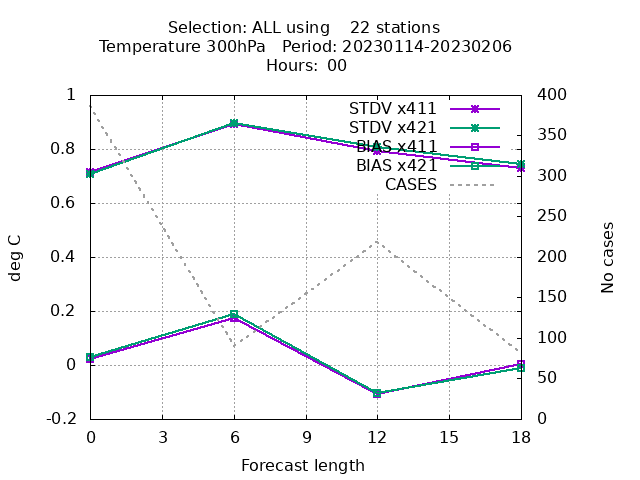 Selection: ALL using    22 stations
Temperature 300hPa   Period: 20230114-20230206
Hours: 00
1
0.8
0.6
0.4
0.2
0
-0.2
deg C
STDV x411
STDV x421
BIAS x411
BIAS x421
CASES
400
350
300
250
200
150
100
50
0
No cases
0 3 6 9 12 15 18
Forecast length